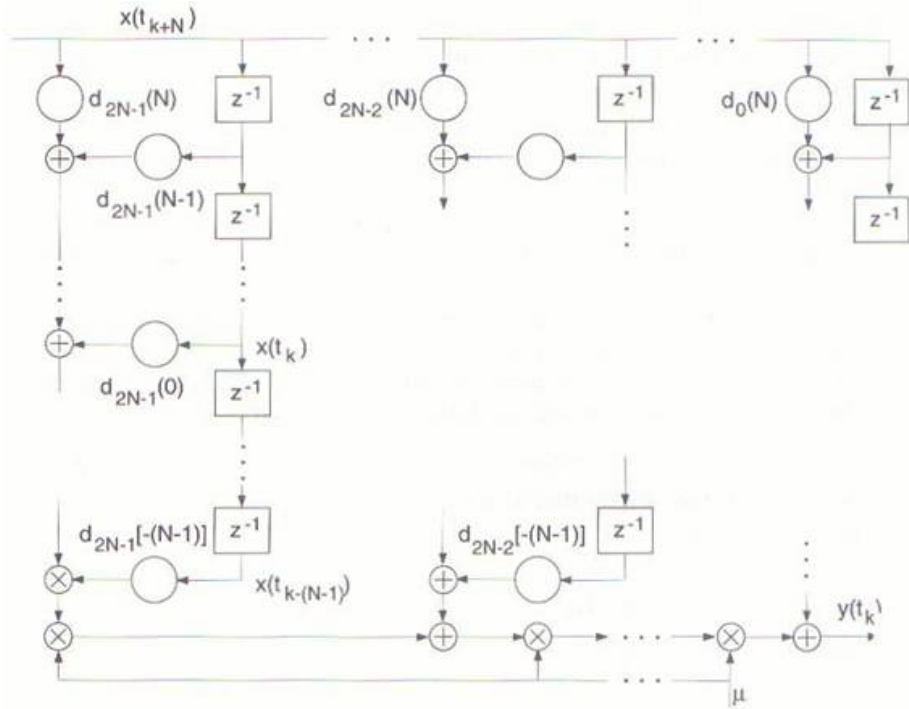 x(t_{k+N})
d_{2N-1}(N)
z^{-1}
d_{2N-2}(N)
z^{-1}
d_0(N)
z^{-1}
d_{2N-1}(N-1)
z^{-1}
z^{-1}
d_{2N-1}(0)
x(t_k)
z^{-1}
d_{2N-1}[-(N-1)]
z^{-1}
d_{2N-2}[-(N-1)]
z^{-1}
x(t_{k-(N-1)})
y(t_k)
μ